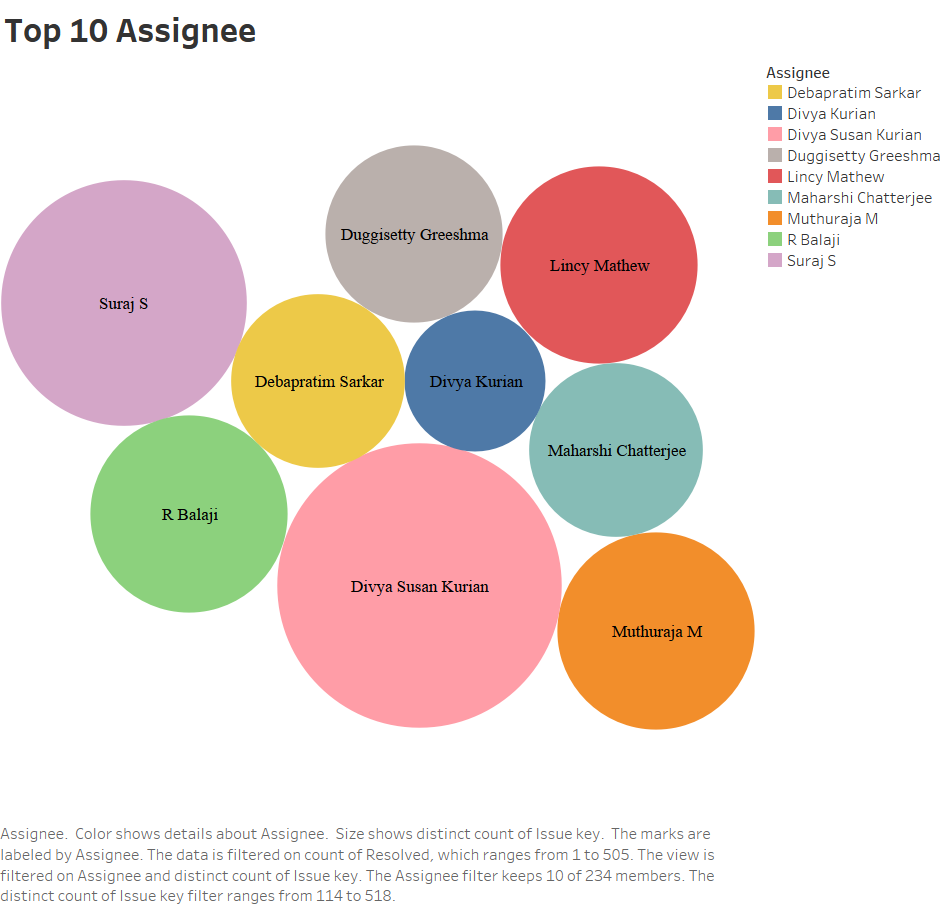 Top 10 Assignee
Assignee
Debapratim Sarkar
Divya Kurian
Divya Susan Kurian
Duggisetty Greeshma
Lincy Mathew
Maharshi Chatterjee
Muthuraja M
R Balaji
Suraj S
Duggisetty Greeshma
Lincy Mathew
Suraj S
Debapratim Sarkar
Divya Kurian
Maharshi Chatterjee
R Balaji
Divya Susan Kurian
Muthuraja M
Assignee.  Color shows details about Assignee.  Size shows distinct count of Issue key.  The marks are
labeled by Assignee. The data is filtered on count of Resolved, which ranges from 1 to 505. The view is
filtered on Assignee and distinct count of Issue key. The Assignee filter keeps 10 of 234 members. The
distinct count of Issue key filter ranges from 114 to 518.